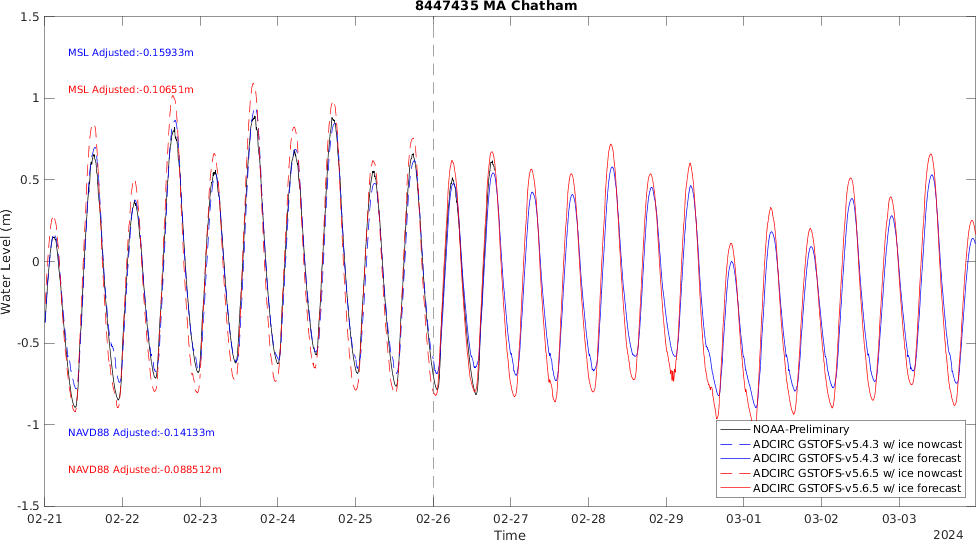 8447435 MA Chatham
1.5
MSL Adjusted:-0.15933m
MSL Adjusted:-0.10651m
1
0.5
Water Level (m)
0
-0.5
-1
NAVD88 Adjusted:-0.14133m
NAVD88 Adjusted:-0.088512m
-1.5
NOAA-Preliminary
ADCIRC GSTOFS-v5.4.3 w/ ice nowcast
ADCIRC GSTOFS-v5.4.3 w/ ice forecast
ADCIRC GSTOFS-v5.6.5 w/ ice nowcast
ADCIRC GSTOFS-v5.6.5 w/ ice forecast
02-21 02-22 02-23 02-24 02-25 02-26 02-27 02-28 02-29 03-01 03-02 03-03
Time
2024